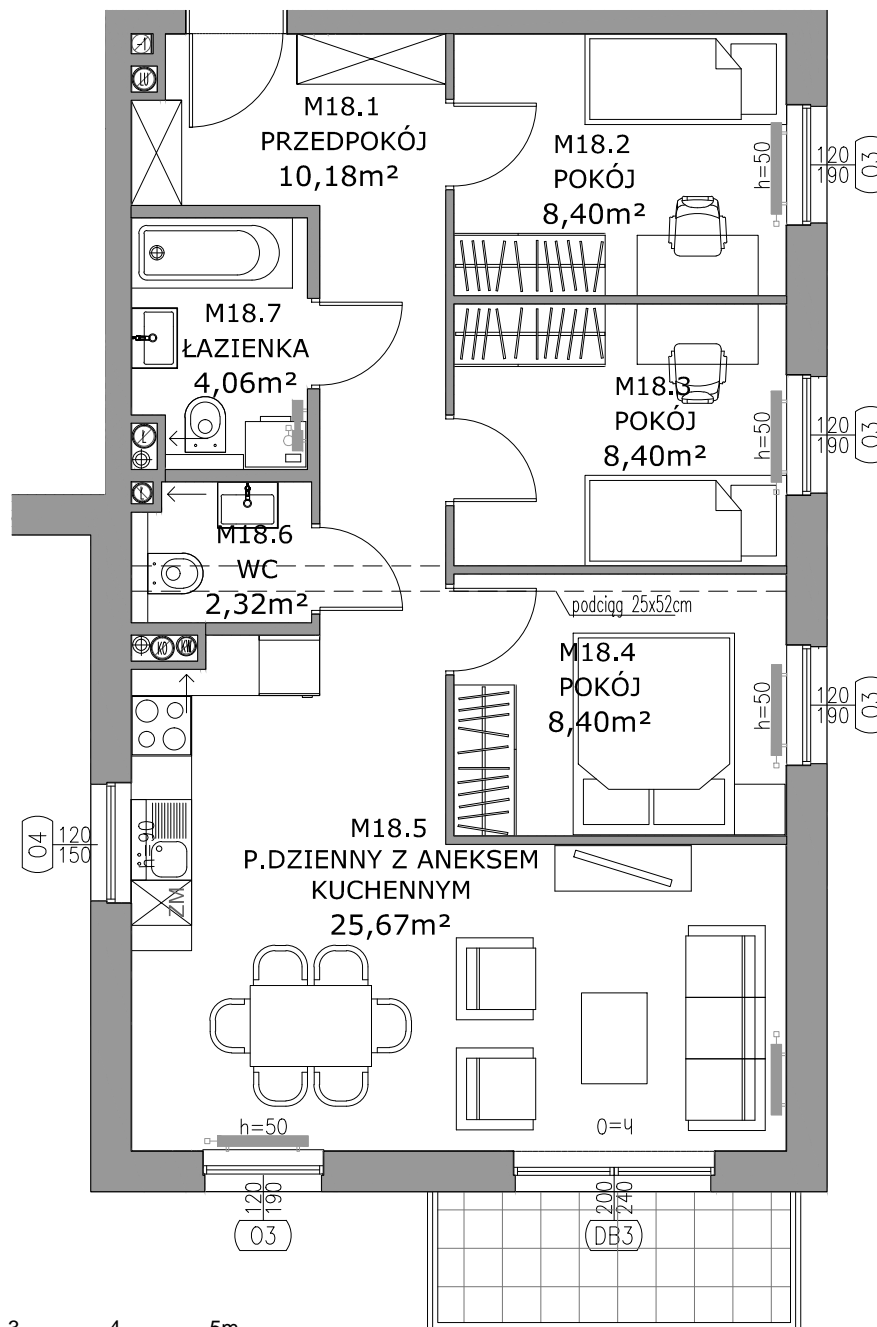 LU
M18.1
PRZEDPOKÓJ
10,18m²
M18.2
POKÓJ
8,40m²
h=50
120
190
O3
M18.7
ŁAZIENKA
4,06m²
M18.3
POKÓJ
8,40m²
h=50
120
190
O3
M18.6
WC
2,32m²
podciąg 25x52cm
KO
KW
M18.4
POKÓJ
8,40m²
h=50
120
190
O3
O4
120
150
h=90
ZM
M18.5
P.DZIENNY Z ANEKSEM
KUCHENNYM
25,67m²
h=50
120
190
O3
200
240
DB3
3 4 5m